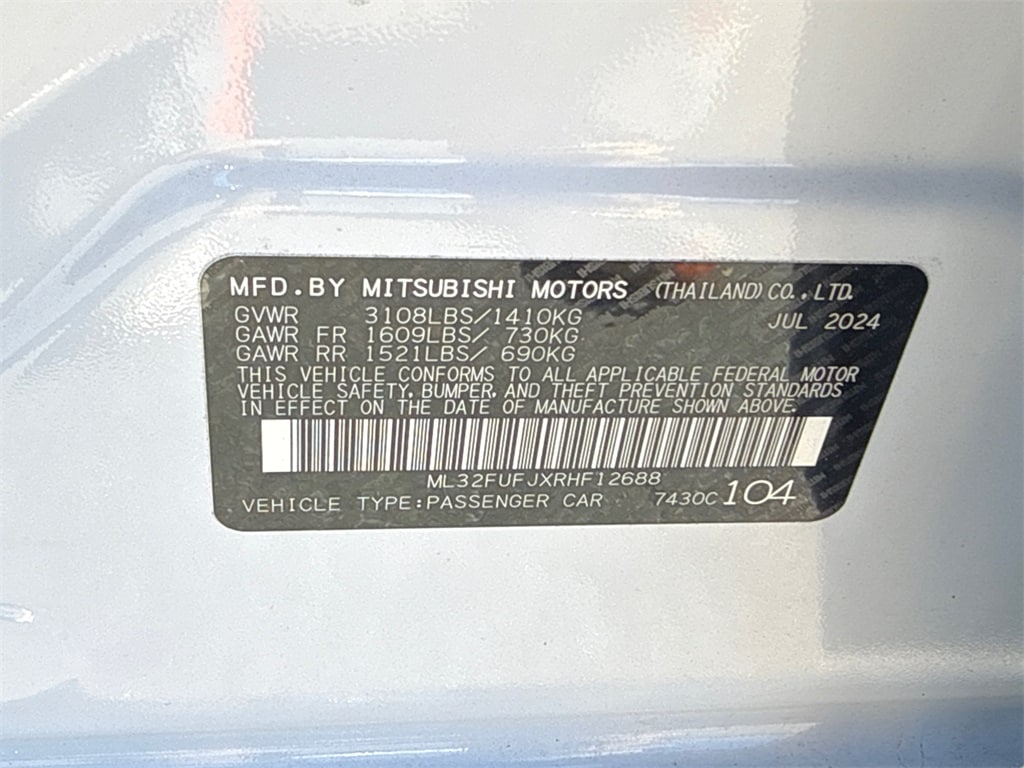 MFD.BY MITSUBISHI MOTORS (THAILAND)CO.,LTD.
GVWR 3108LBS/1410KG JUL 2024
GAWR FR 1609LBS/ 730KG
GAWR RR 1521LBS/ 690KG
THIS VEHICLE CONFORMS TO ALL APPLICABLE FEDERAL MOTOR
VEHICLE SAFETY, BUMPER, AND THEFT PREVENTION STANDARDS
IN EFFECT ON THE DATE OF MANUFACTURE SHOWN ABOVE.
ML32FUFJXRHF12688
VEHICLE TYPE:PASSENGER CAR 7430C 104